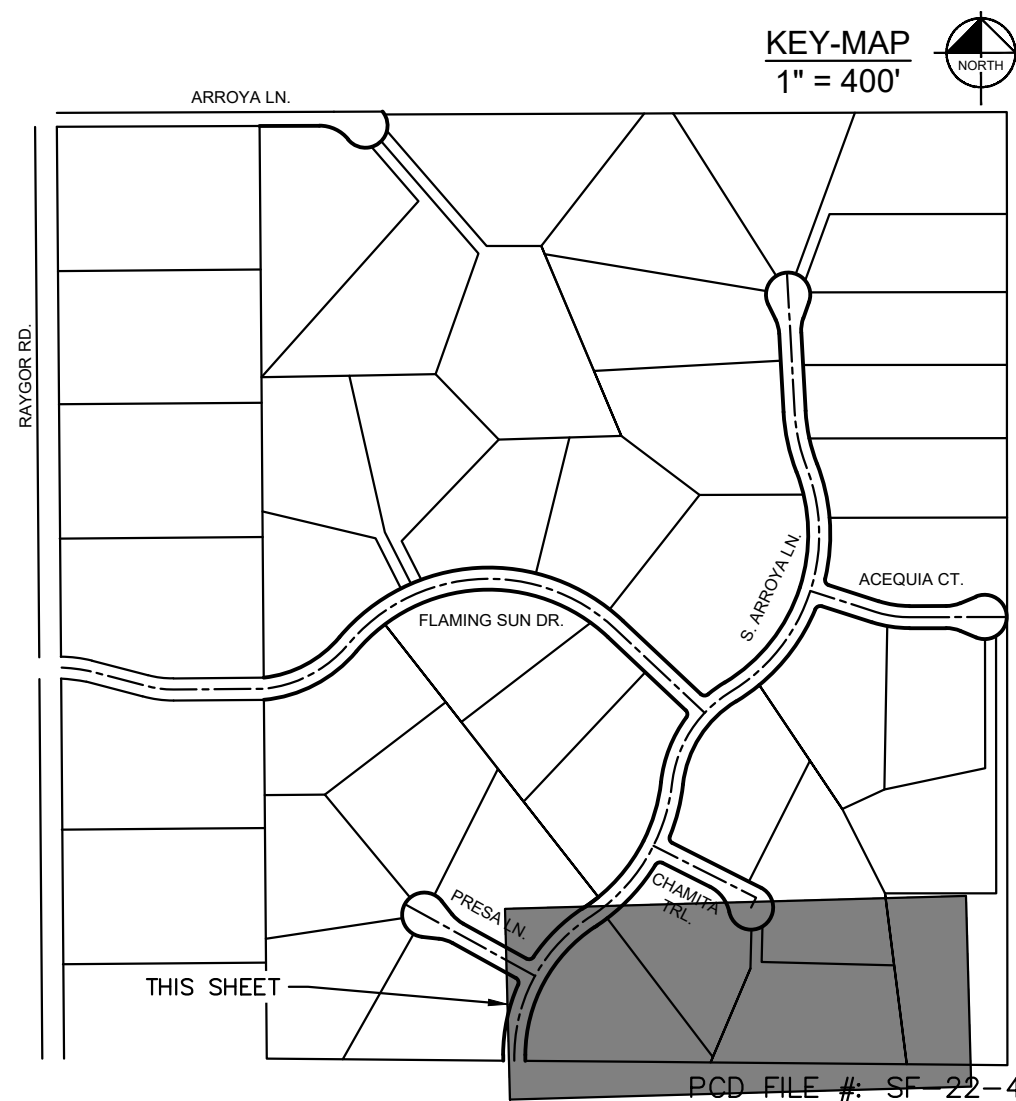 KEY-MAP
1" = 400'
NORTH
ARROYA LN.
RAYGOR RD.
S. ARROYA LN.
ACEQUIA CT.
FLAMING SUN DR.
CHAMITA
TRL.
PRESA LN.
THIS SHEET
PCD FILE #: SF-22-4